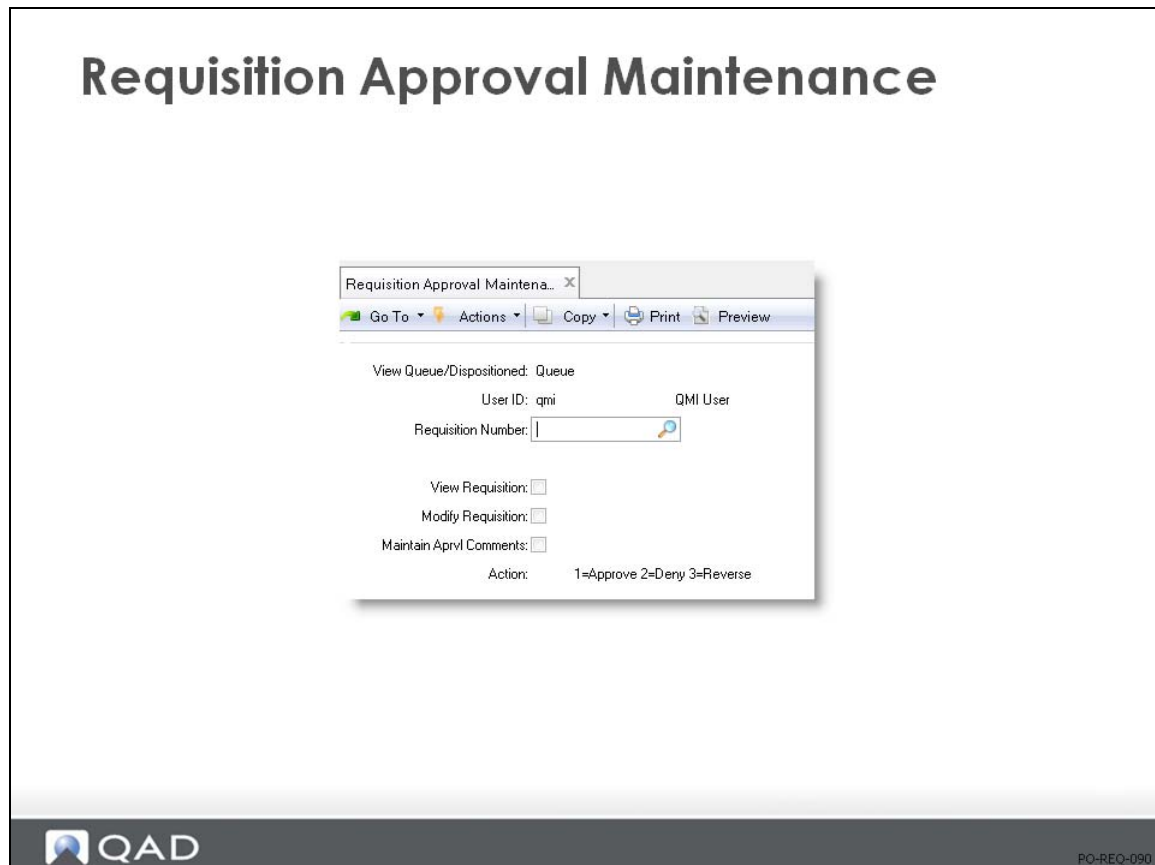 Requisition Approval Maintenance
Requisition Approval Maintena...
Go To Actions Copy Print Preview
View Queue/Dispositioned: Queue
User ID: qmi QMI User
Requisition Number:
View Requisition:
Modify Requisition:
Maintain Aprvl Comments:
Action: 1=Approve 2=Deny 3=Reverse
QAD
PO-REQ-090